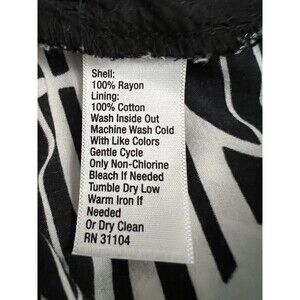 Shell:
100% Rayon
Lining:
100% Cotton
Wash Inside Out
Machine Wash Cold
With Like Colors
Gentle Cycle
Only Non-Chlorine
Bleach If Needed
Tumble Dry Low
Warm Iron If
Needed
Or Dry Clean
RN 31104